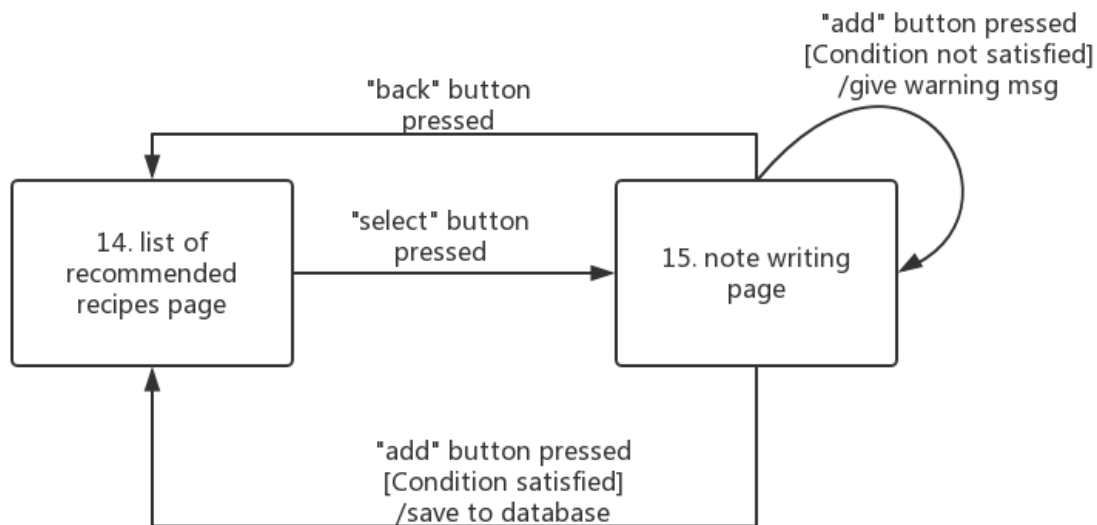 "add" button pressed
[Condition not satisfied]
/give warning msg
"back" button
pressed
"select" button
pressed
14. list of
recommended
recipes page
15. note writing
page
"add" button pressed
[Condition satisfied]
/save to database